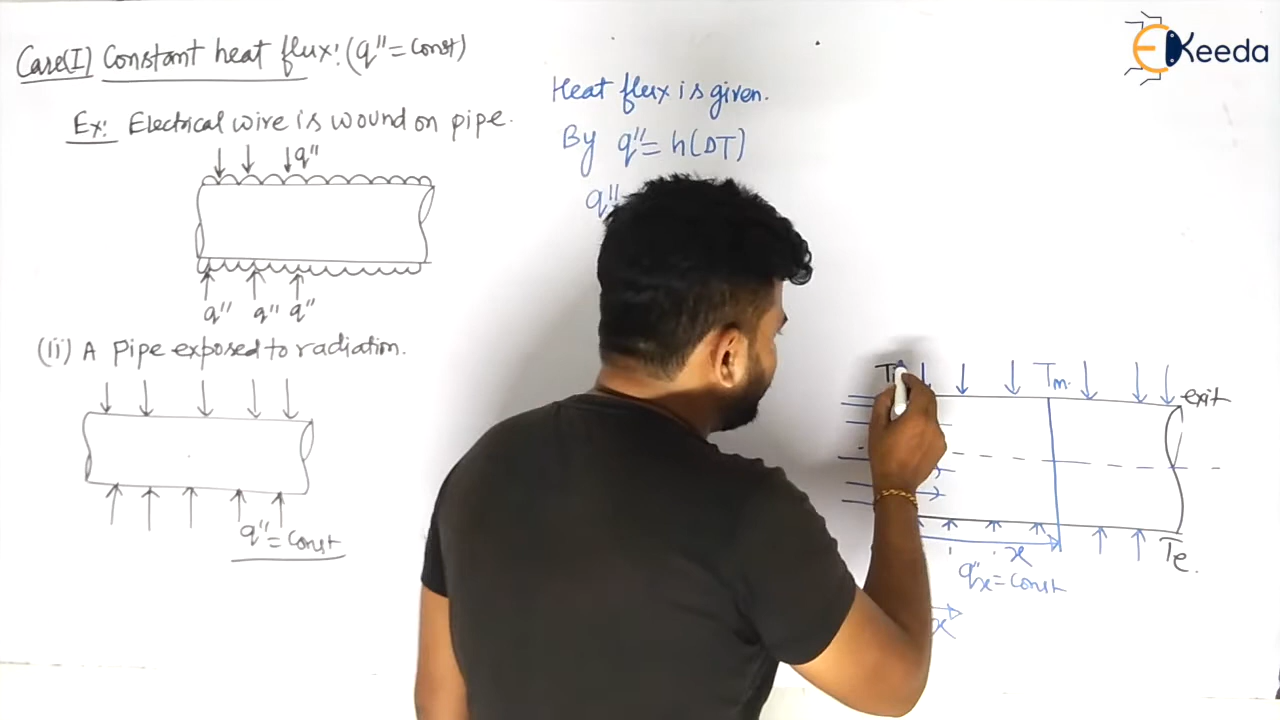 Case(I) Constant heat flux: (q" = Const)
Ex: Electrical wire is wound on pipe.
q"
q" q" q"
(ii) A pipe exposed to radiation.
q" = Const
Heat flux is given.
By q" = h(ΔT)
q"
T
Tm.
exit
Te.
x
q"x = Const
x
Keeda